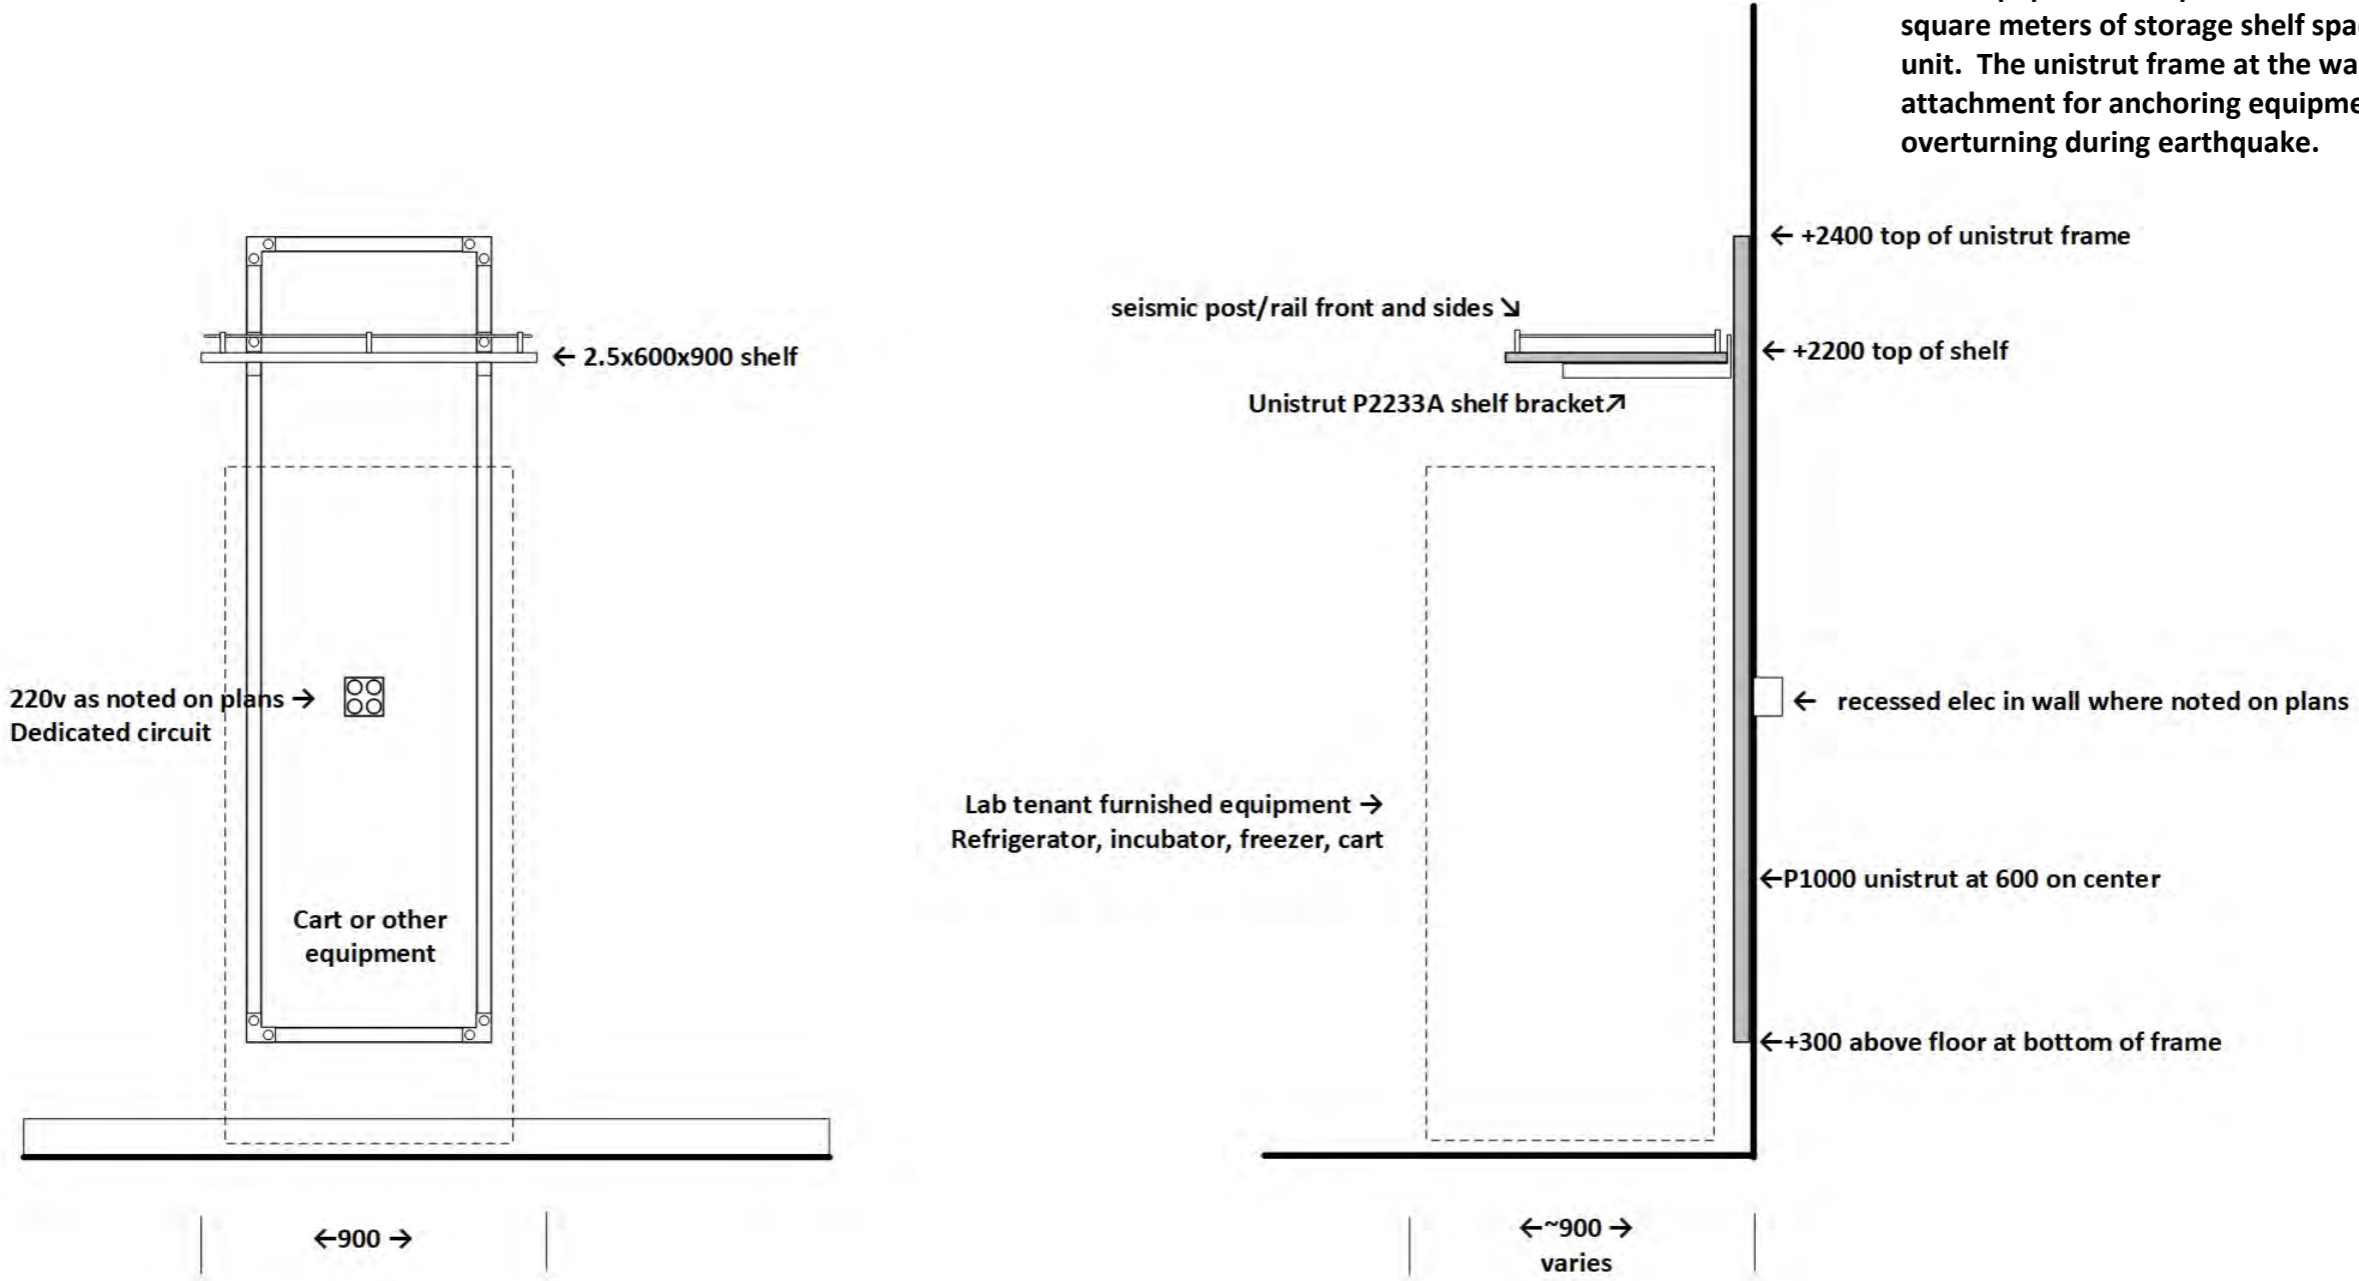 square meters of storage shelf spa
unit. The unistrut frame at the wa
attachment for anchoring equipme
overturning during earthquake.
← +2400 top of unistrut frame
seismic post/rail front and sides ↘
← 2.5x600x900 shelf
← +2200 top of shelf
Unistrut P2233A shelf bracket↗
220v as noted on plans →
Dedicated circuit
← recessed elec in wall where noted on plans
Lab tenant furnished equipment →
Refrigerator, incubator, freezer, cart
←P1000 unistrut at 600 on center
Cart or other
equipment
←+300 above floor at bottom of frame
←900 →
←~900 →
varies